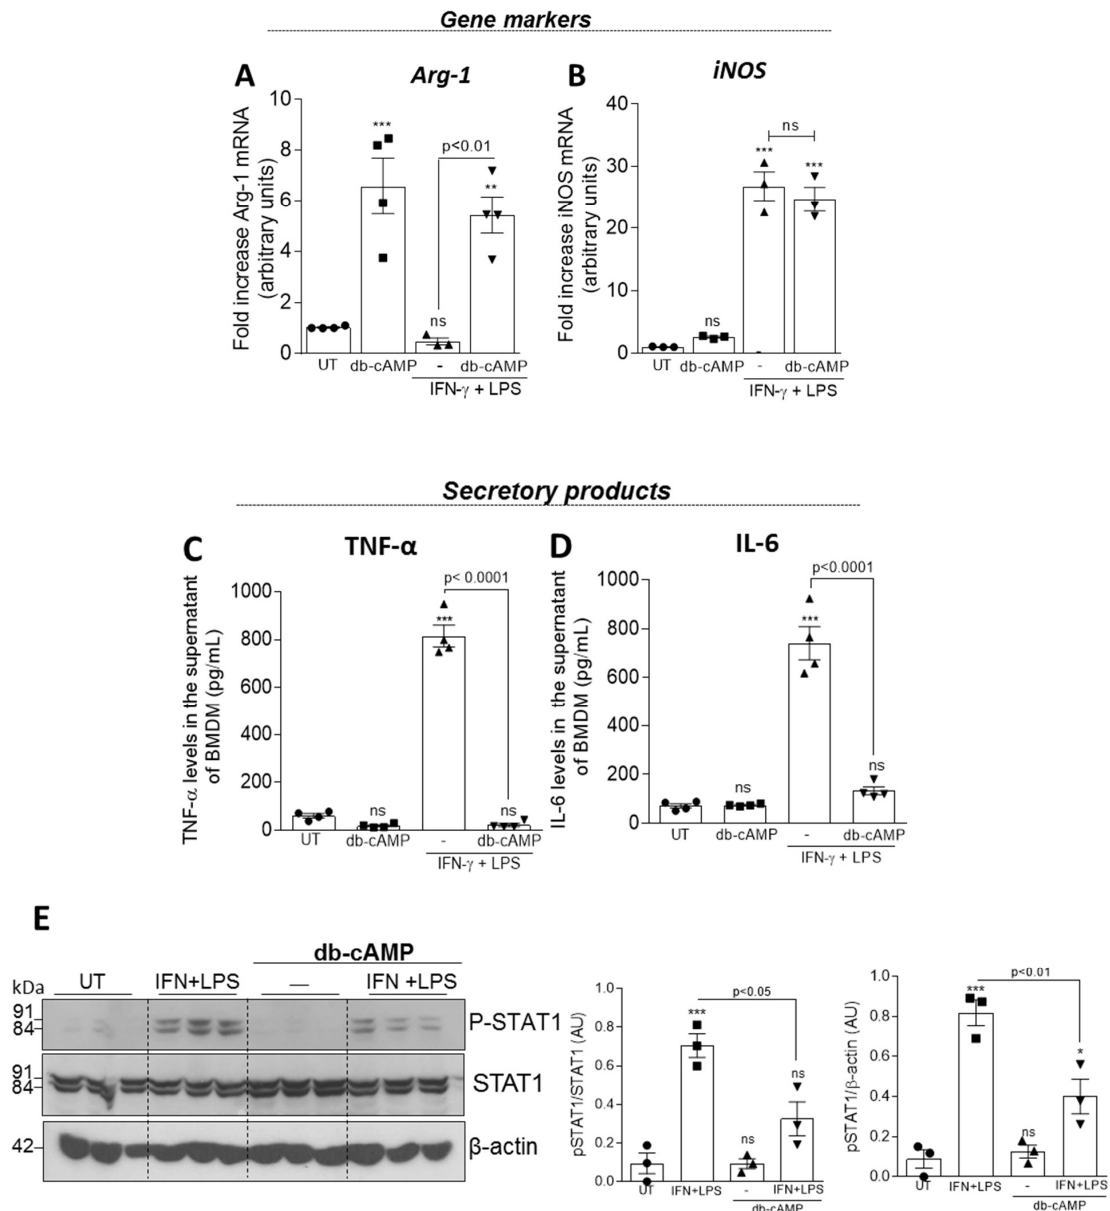 Gene markers
A
Arg-1
Fold increase Arg-1 mRNA
(arbitrary units)
10
8
6
4
2
0
***
p<0.01
**
ns
UT
db-cAMP
-
db-cAMP
IFN-γ + LPS
B
iNOS
Fold increase iNOS mRNA
(arbitrary units)
40
30
20
10
0
ns
***
***
ns
UT
db-cAMP
-
db-cAMP
IFN-γ + LPS
Secretory products
C
TNF-α
TNF-α levels in the supernatant
of BMDM (pg/mL)
1000
800
600
400
200
0
p< 0.0001
***
ns
ns
UT
db-cAMP
-
db-cAMP
IFN-γ + LPS
D
IL-6
IL-6 levels in the supernatant
of BMDM (pg/mL)
1000
800
600
400
200
0
p<0.0001
***
ns
ns
UT
db-cAMP
-
db-cAMP
IFN-γ + LPS
E
db-cAMP
kDa
UT
IFN+LPS
—
IFN +LPS
91
84
P-STAT1
91
84
STAT1
42
β-actin
pSTAT1/STAT1 (AU)
1.0
0.8
0.6
0.4
0.2
0.0
p<0.05
***
ns
ns
UT
IFN+LPS
-
IFN+LPS
db-cAMP
pSTAT1/β-actin (AU)
1.0
0.8
0.6
0.4
0.2
0.0
p<0.01
***
*
ns
UT
IFN+LPS
-
IFN+LPS
db-cAMP